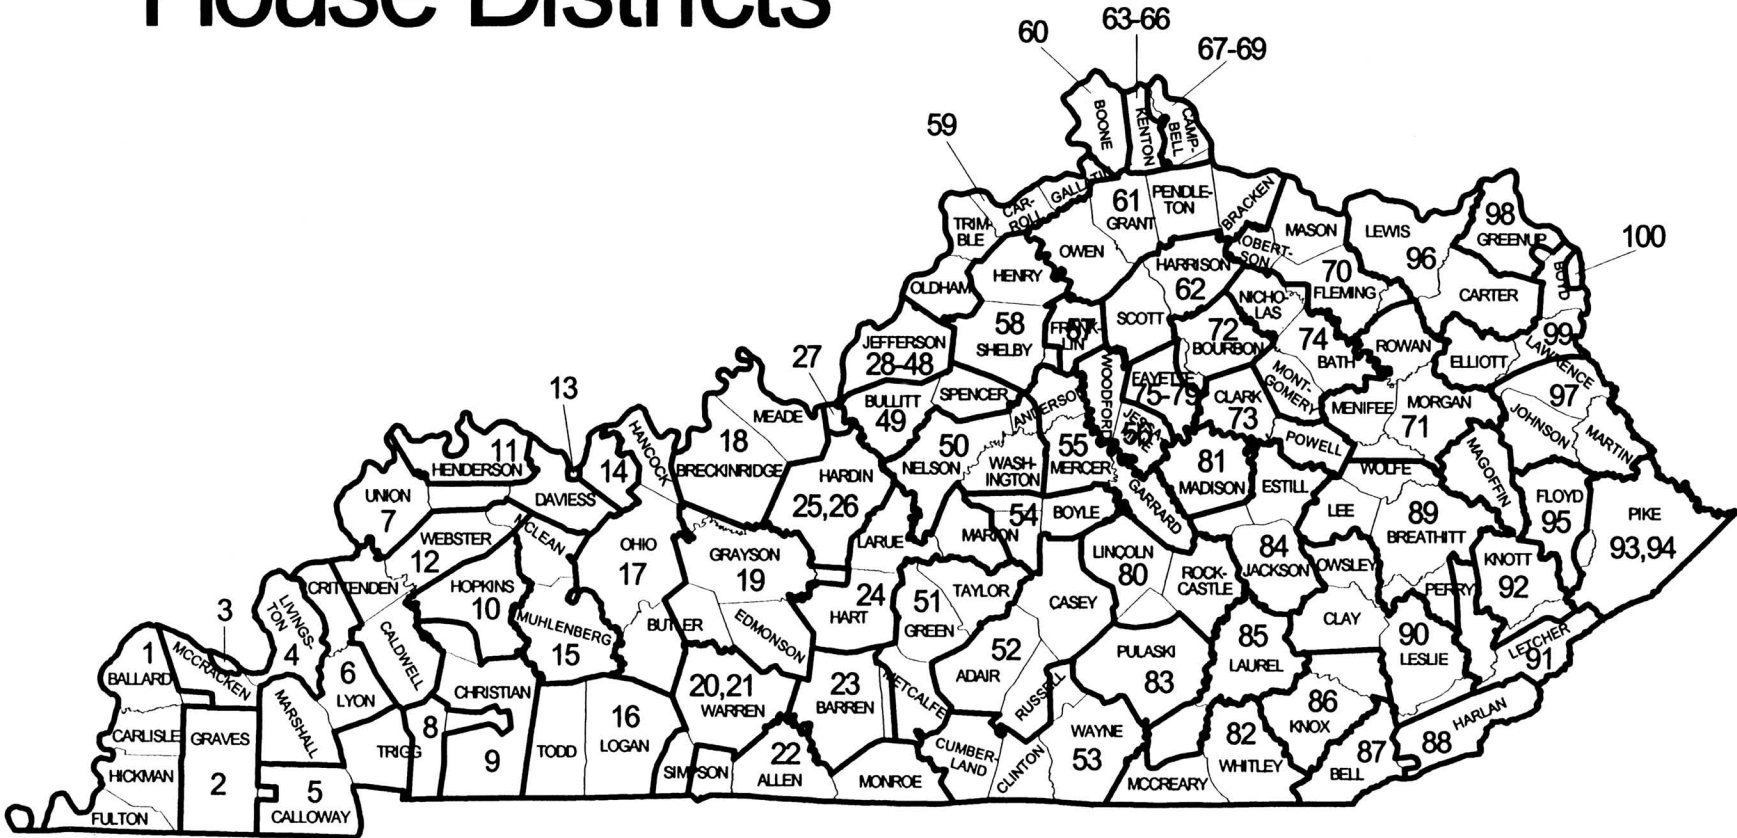 House Districts
63-66
60
67-69
BOONE
KENTON
CAMP-
BELL
59
GALLATIN
CAR-
ROLL
TRIM-
BLE
61
GRANT
PENDLE-
TON
BRACKEN
MASON
LEWIS
98
GREENUP
100
BOYD
OWEN
HENRY
OLDHAM
HARRISON
62
ROBERT-
SON
70
FLEMING
96
CARTER
NICHO-
LAS
58
SHELBY
FRANK-
LIN
57
SCOTT
72
BOURBON
74
BATH
ROWAN
ELLIOTT
99
LAWRENCE
JEFFERSON
28-48
27
WOODFORD
FAYETTE
75-79
CLARK
73
MONT-
GOMERY
MENIFEE
MORGAN
71
97
JOHNSON
MARTIN
SPENCER
BULLITT
49
ANDERSON
JESSA-
MINE
56
POWELL
MEADE
18
BRECKINRIDGE
13
HANCOCK
14
11
HENDERSON
DAVIESS
HARDIN
25,26
50
NELSON
WASH-
INGTON
55
MERCER
GARRARD
81
MADISON
ESTILL
WOLFE
MAGOFFIN
LEE
89
BREATHITT
FLOYD
95
PIKE
93,94
UNION
7
WEBSTER
12
MCLEAN
OHIO
17
GRAYSON
19
LARUE
MARION
54
BOYLE
LINCOLN
80
ROCK-
CASTLE
84
JACKSON
OWSLEY
PERRY
KNOTT
92
CRITTENDEN
HOPKINS
10
MUHLENBERG
15
BUTLER
EDMONSON
24
HART
51
GREEN
TAYLOR
CASEY
CLAY
90
LESLIE
LETCHER
91
3
LIVINGS-
TON
4
CALDWELL
6
LYON
1
BALLARD
MCCRACKEN
MARSHALL
CHRISTIAN
20,21
WARREN
23
BARREN
METCALFE
52
ADAIR
RUSSELL
PULASKI
83
85
LAUREL
86
KNOX
HARLAN
88
CARLISLE
GRAVES
2
HICKMAN
FULTON
5
CALLOWAY
TRIGG
8
9
TODD
16
LOGAN
SIMPSON
22
ALLEN
MONROE
CUMBER-
LAND
CLINTON
WAYNE
53
MCCREARY
82
WHITLEY
87
BELL